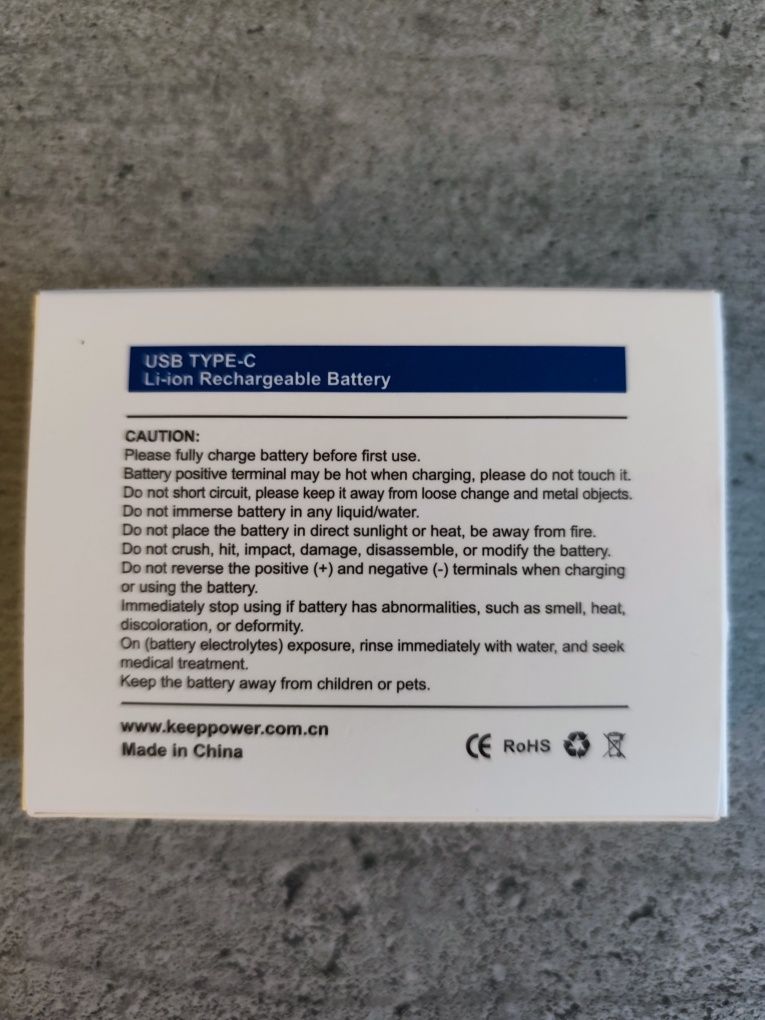 USB TYPE-C
Li-ion Rechargeable Battery
CAUTION:
Please fully charge battery before first use.
Battery positive terminal may be hot when charging, please do not touch it.
Do not short circuit, please keep it away from loose change and metal objects.
Do not immerse battery in any liquid/water.
Do not place the battery in direct sunlight or heat, be away from fire.
Do not crush, hit, impact, damage, disassemble, or modify the battery.
Do not reverse the positive (+) and negative (-) terminals when charging
or using the battery.
Immediately stop using if battery has abnormalities, such as smell, heat,
discoloration, or deformity.
On (battery electrolytes) exposure, rinse immediately with water, and seek
medical treatment.
Keep the battery away from children or pets.
www.keeppower.com.cn
Made in China
CE RoHS